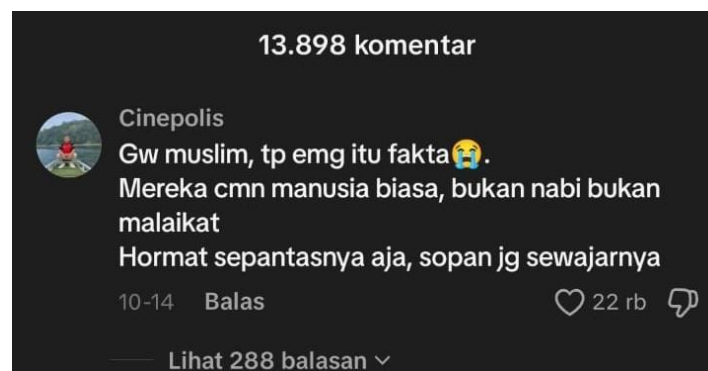 13.898 komentar
Cinepolis
Gw muslim, tp emg itu fakta😭.
Mereka cmn manusia biasa, bukan nabi bukan
malaikat
Hormat sepantasnya aja, sopan jg sewajarnya
10-14 Balas 22 rb
Lihat 288 balasan